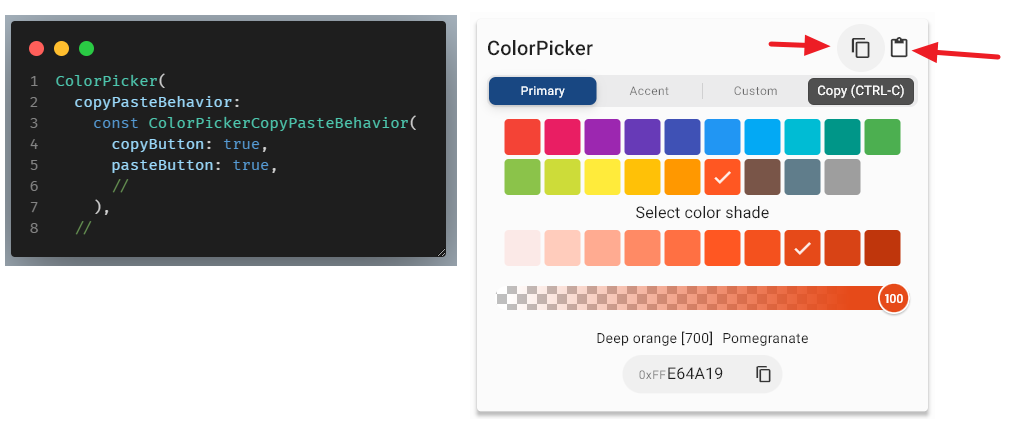 1 ColorPicker(
2 copyPasteBehavior:
3 const ColorPickerCopyPasteBehavior(
4 copyButton: true,
5 pasteButton: true,
6 //
7 ),
8 //
ColorPicker
Primary Accent Custom Copy (CTRL-C)
Select color shade
100
Deep orange [700] Pomegranate
0xFFE64A19